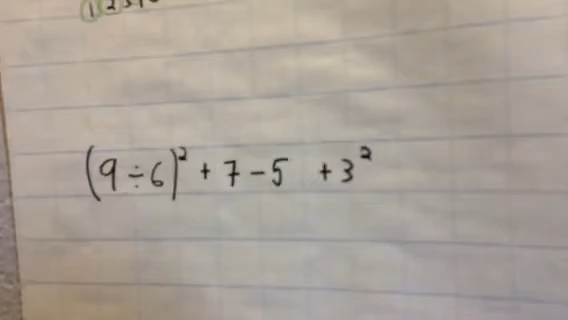 (9÷6)² + 7 - 5 + 3²